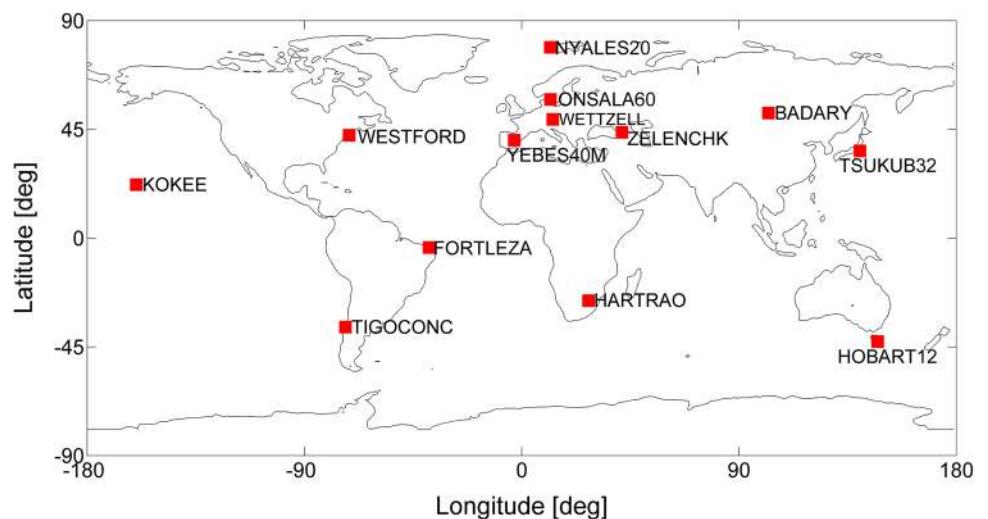 90
NYALES20
ONSALA60
BADARY
WETTZELL
45
WESTFORD
ZELENCHK
YEBES40M
TSUKUB32
KOKEE
Latitude [deg]
0
FORTLEZA
HARTRAO
TIGOCONC
-45
HOBART12
-90
-180
-90
0
90
180
Longitude [deg]